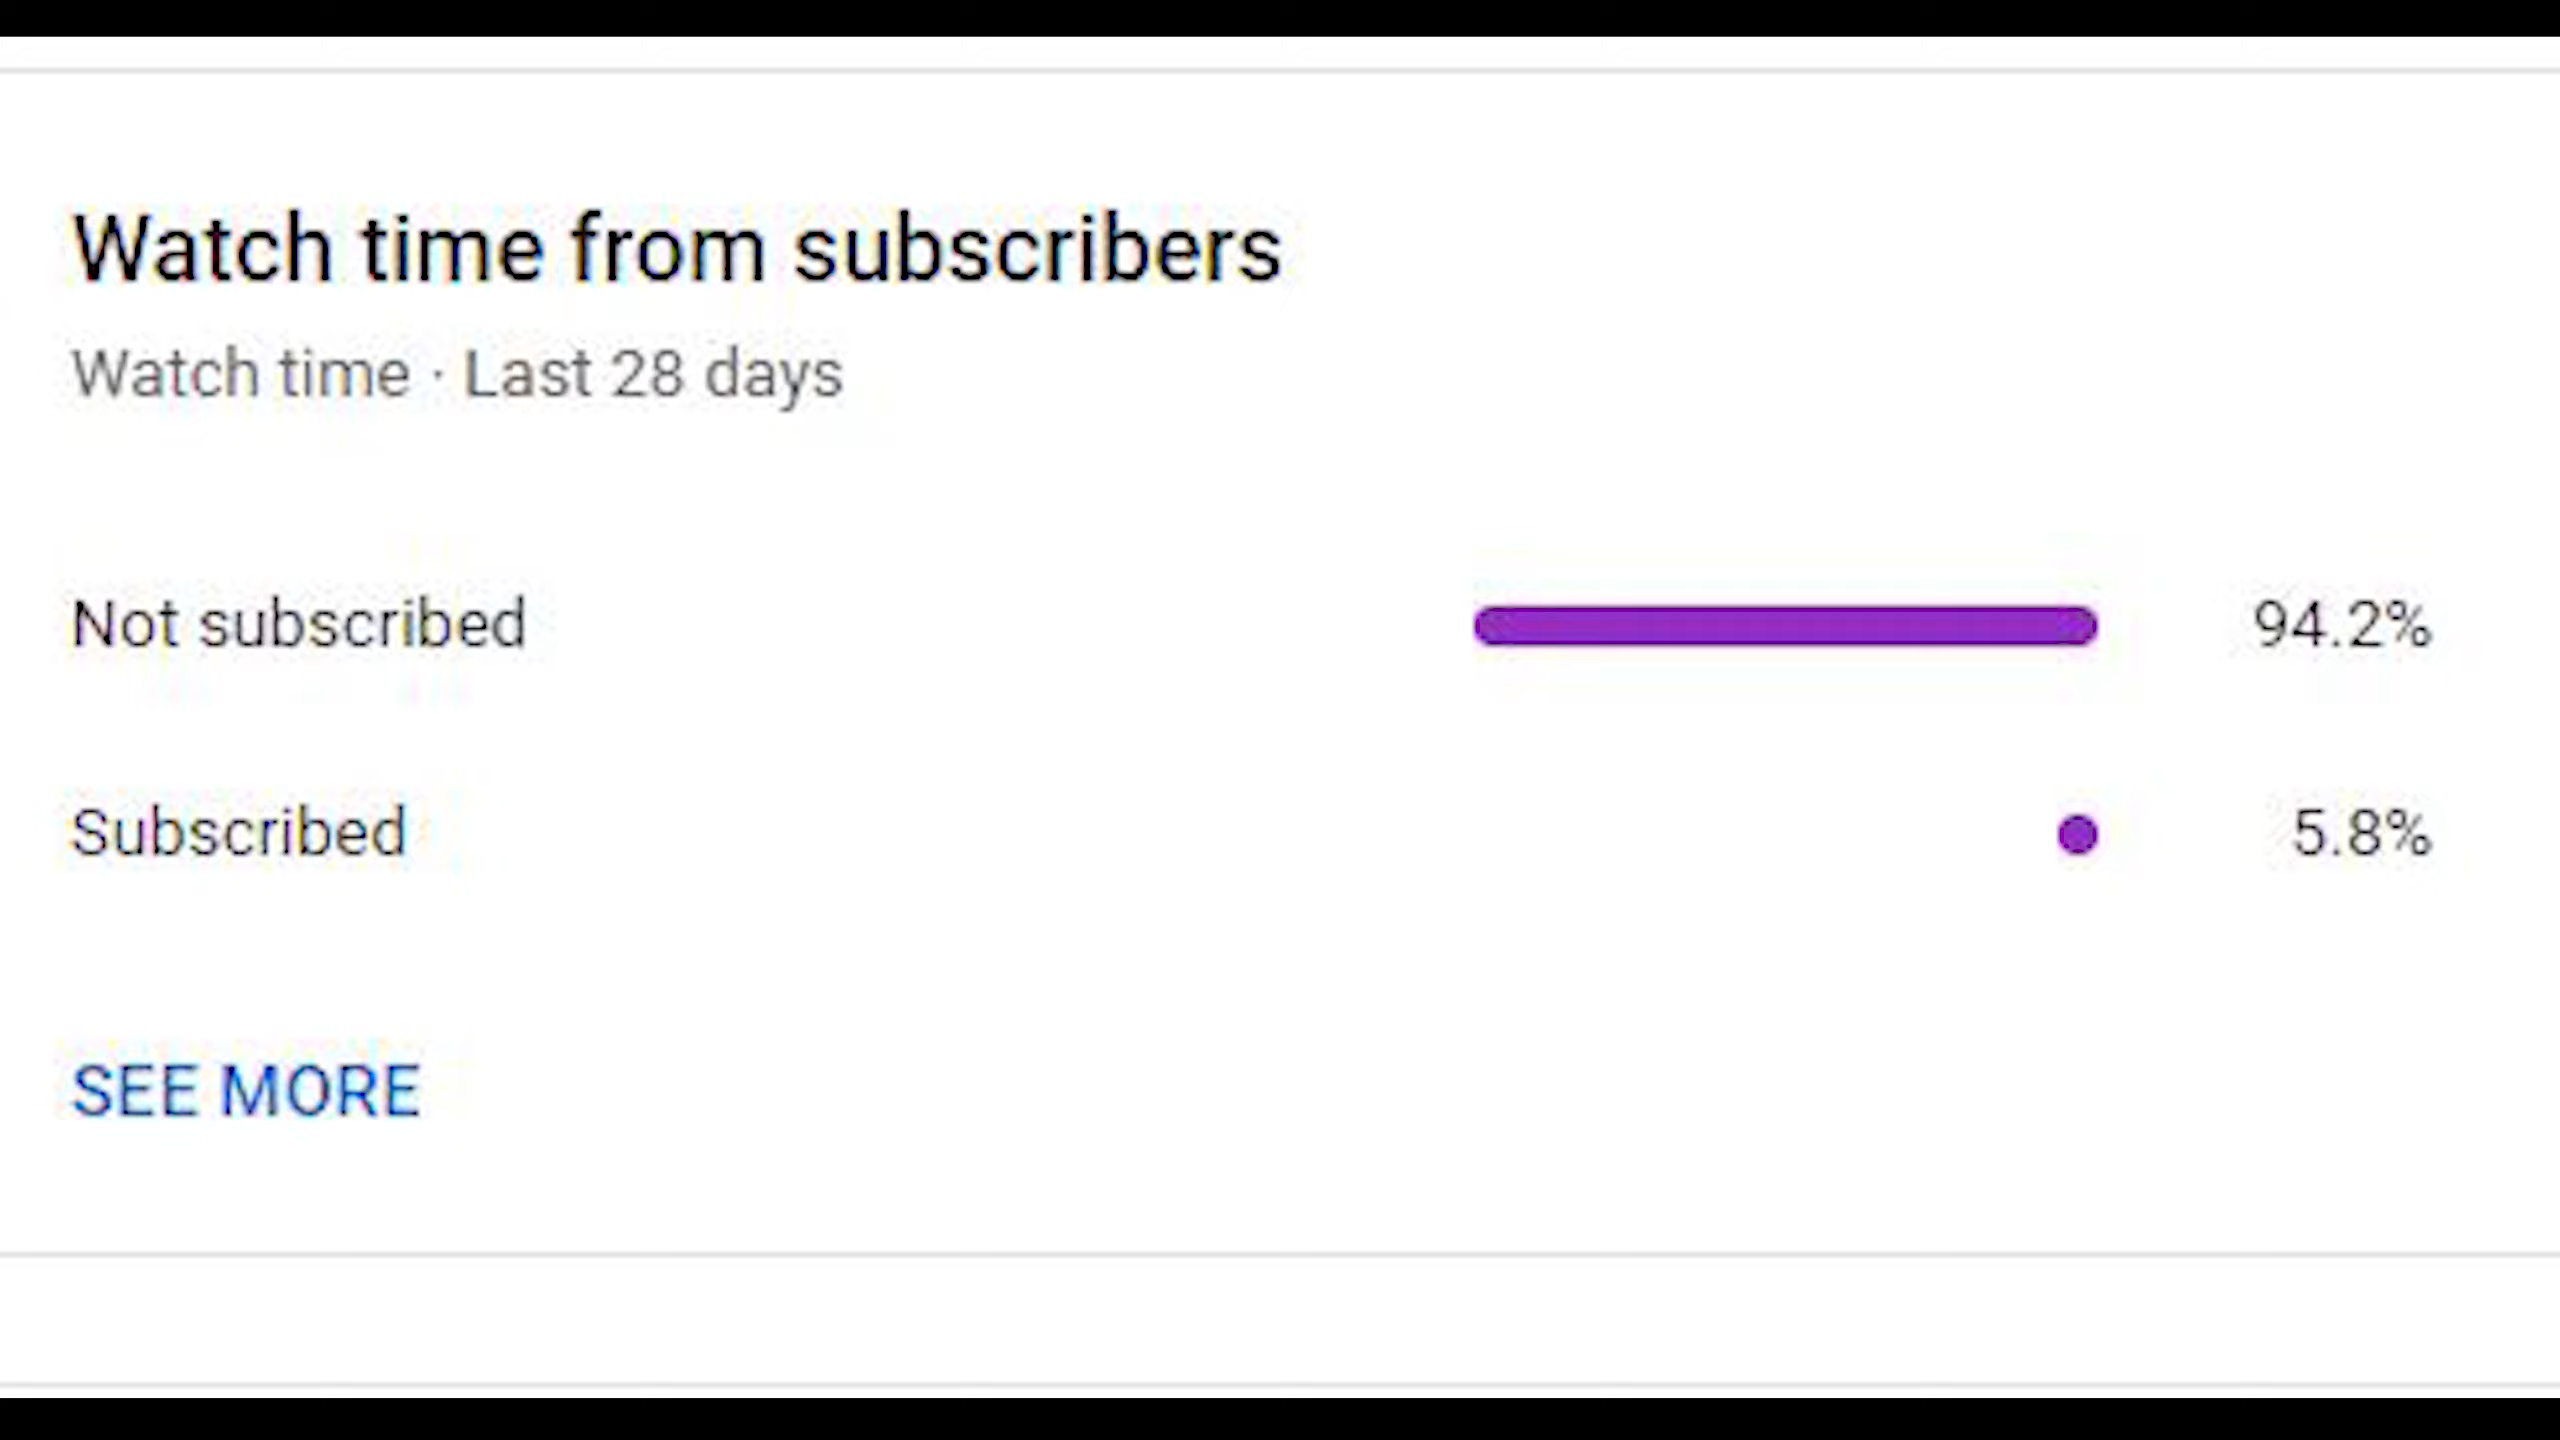 Watch time from subscribers
Watch time · Last 28 days
Not subscribed 94.2%
Subscribed 5.8%
SEE MORE